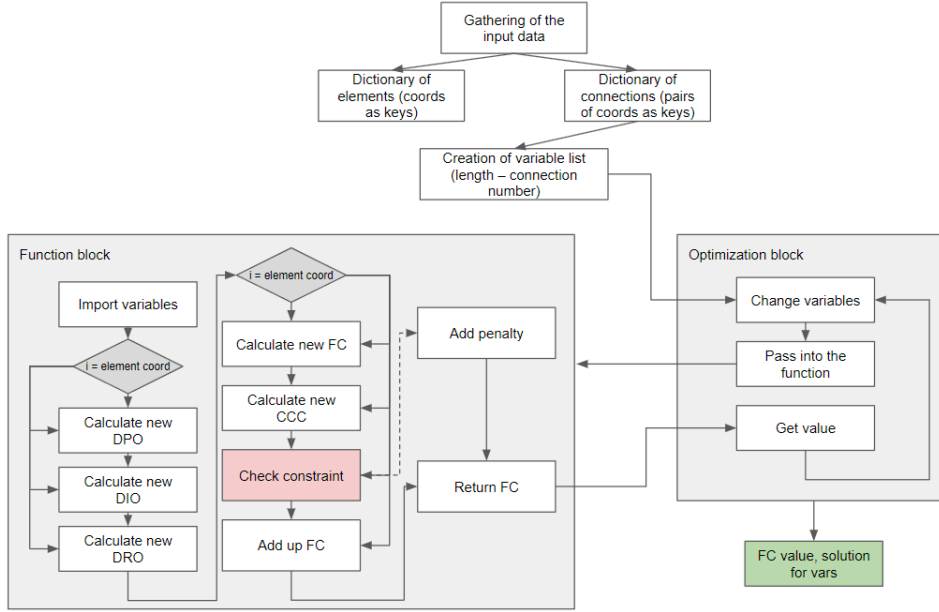 Gathering of the
input data
Dictionary of
elements (coords
as keys)
Dictionary of
connections (pairs
of coords as keys)
Creation of variable list
(length – connection
number)
Function block
Import variables
i = element coord
Calculate new
DPO
Calculate new
DIO
Calculate new
DRO
i = element coord
Calculate new FC
Calculate new
CCC
Check constraint
Add up FC
Add penalty
Return FC
Optimization block
Change variables
Pass into the
function
Get value
FC value, solution
for vars